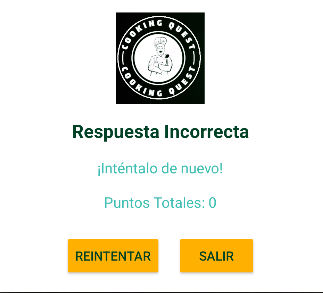 COOKING QUEST
COOKING QUEST
Respuesta Incorrecta
¡Inténtalo de nuevo!
Puntos Totales: 0
REINTENTAR
SALIR